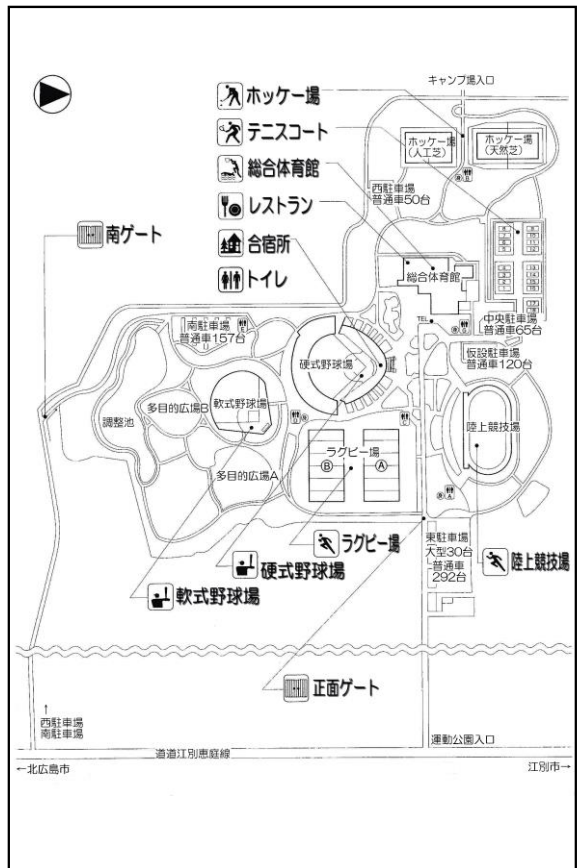 キャンプ場入口
ホッケー場
テニスコート
総合体育館
レストラン
合宿所
トイレ
南ゲート
ホッケー場
(人工芝)
ホッケー場
(天然芝)
西駐車場
普通車50台
総合体育館
TEL
中央駐車場
普通車65台
仮設駐車場
普通車120台
南駐車場
普通車157台
硬式野球場
軟式野球場
多目的広場B
調整池
多目的広場A
ラグビー場
B
A
陸上競技場
東駐車場
大型30台
普通車
292台
ラグビー場
硬式野球場
軟式野球場
陸上競技場
正面ゲート
↑
西駐車場
南駐車場
運動公園入口
道道江別恵庭線
←北広島市
江別市→